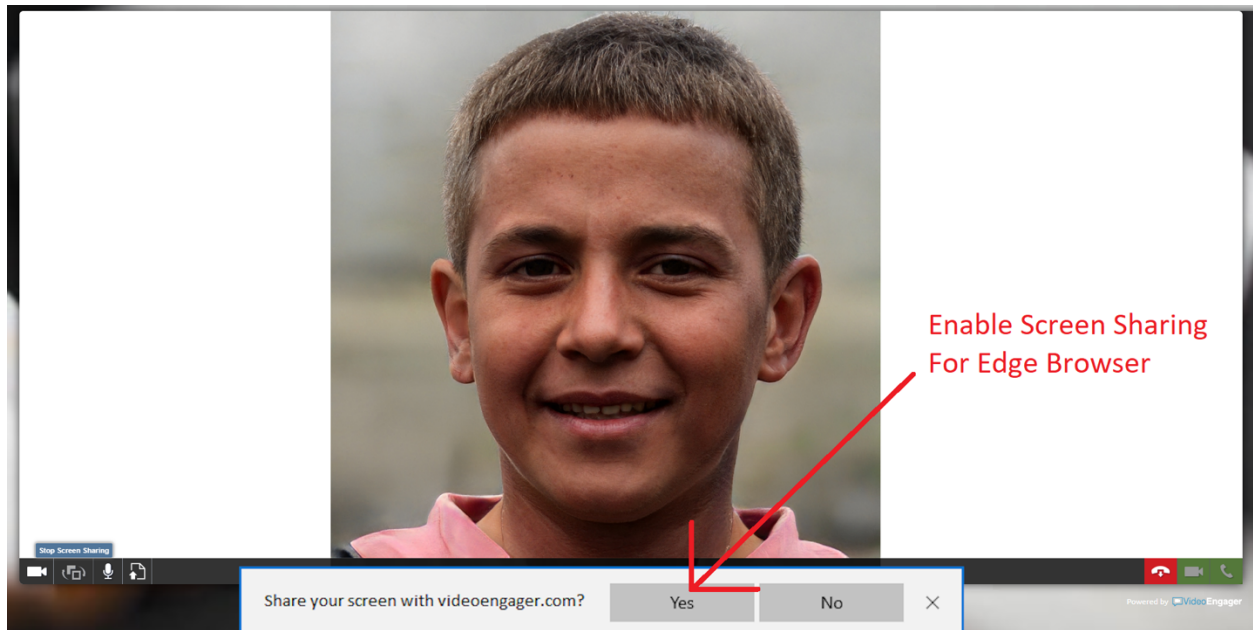 Enable Screen Sharing
For Edge Browser
Stop Screen Sharing
Share your screen with videoengager.com?
Yes
No
Powered by VideoEngager